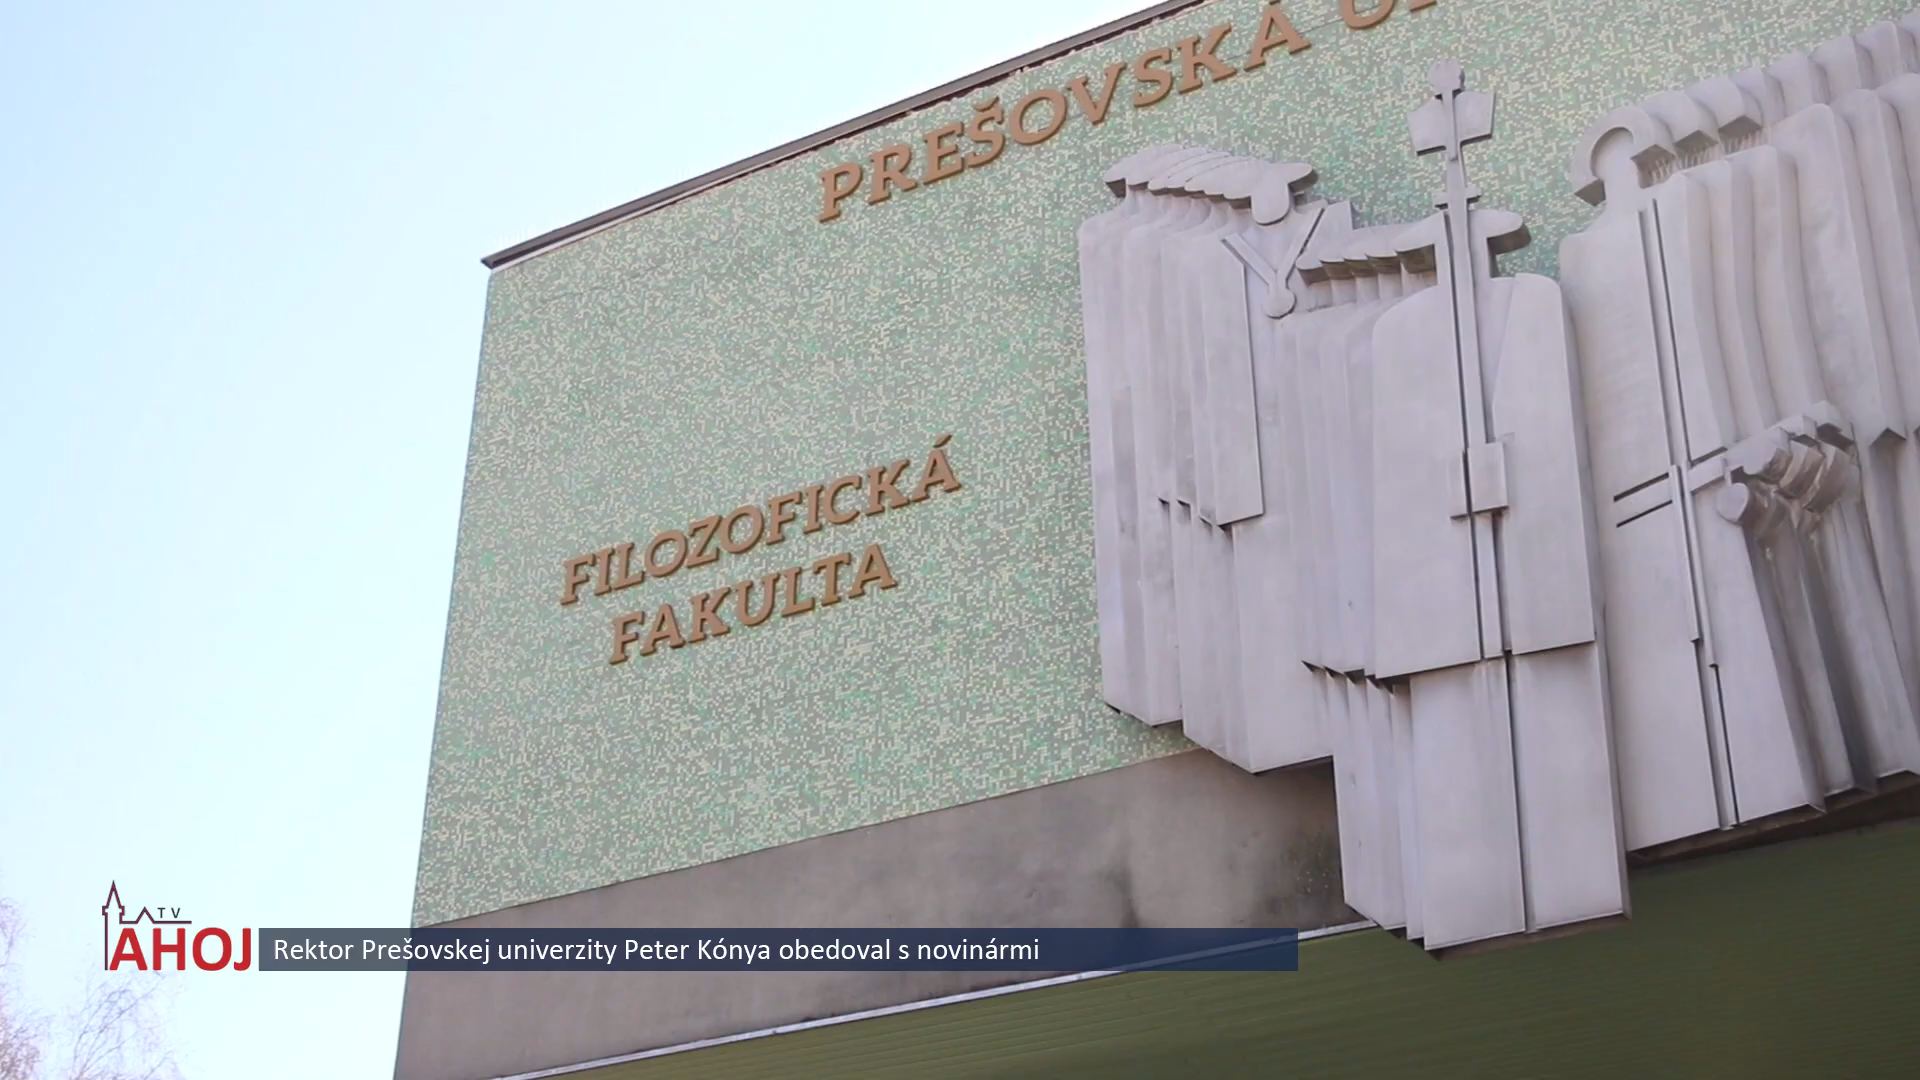 PREŠOVSKÁ
FILOZOFICKÁ
FAKULTA
TV
AHOJ
Rektor Prešovskej univerzity Peter Kónya obedoval s novinármi